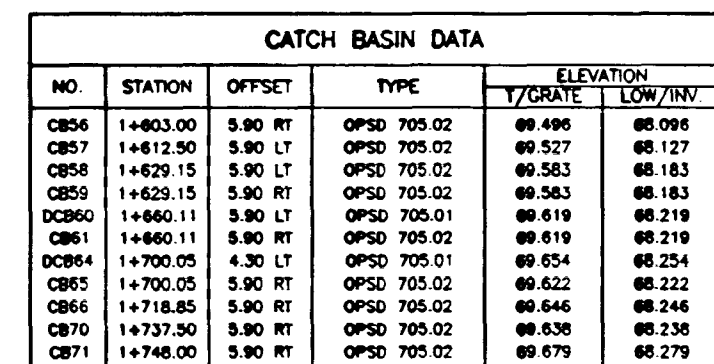 CATCH BASIN DATA
NO. STATION OFFSET TYPE ELEVATION
T/GRATE LOW/INV.
CB56 1+603.00 5.90 RT OPSD 705.02 69.496 68.096
CB57 1+612.50 5.90 LT OPSD 705.02 69.527 68.127
CB58 1+629.15 5.90 LT OPSD 705.02 69.583 68.183
CB59 1+629.15 5.90 RT OPSD 705.02 69.583 68.183
DCB60 1+660.11 5.90 LT OPSD 705.01 69.619 68.219
CB61 1+660.11 5.90 RT OPSD 705.02 69.619 68.219
DCB64 1+700.05 4.30 LT OPSD 705.01 69.654 68.254
CB65 1+700.05 5.90 RT OPSD 705.02 69.622 68.222
CB66 1+718.85 5.90 RT OPSD 705.02 69.646 68.246
CB70 1+737.50 5.90 RT OPSD 705.02 69.638 68.238
CB71 1+748.00 5.90 RT OPSD 705.02 69.679 68.279